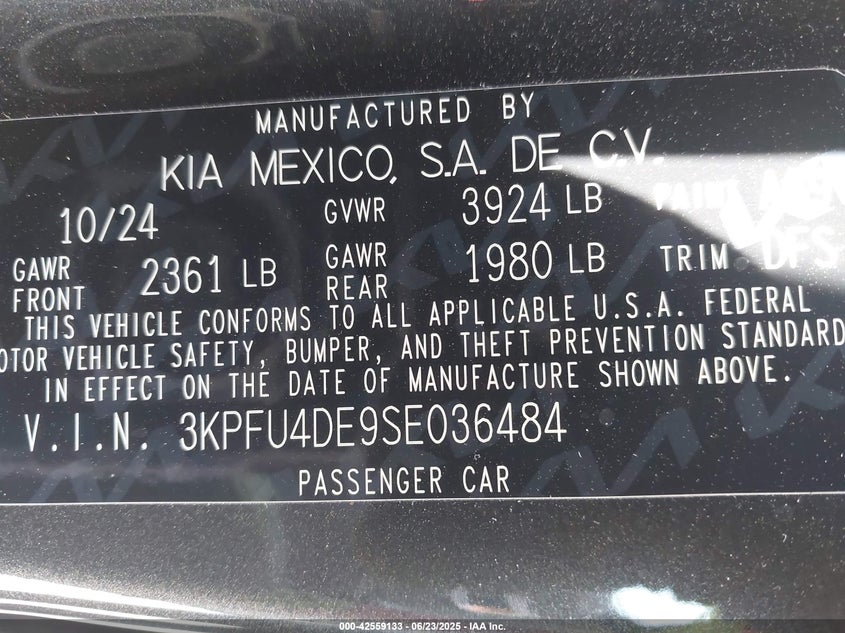 MANUFACTURED BY
KIA MEXICO, S.A. DE C.V.
10/24 GVWR 3924 LB
GAWR FRONT 2361 LB GAWR REAR 1980 LB TRIM DFS
THIS VEHICLE CONFORMS TO ALL APPLICABLE U.S.A. FEDERAL
OTOR VEHICLE SAFETY, BUMPER, AND THEFT PREVENTION STANDARD
IN EFFECT ON THE DATE OF MANUFACTURE SHOWN ABOVE.
V.I.N. 3KPFU4DE9SE036484
PASSENGER CAR
000-42559133 - 06/23/2025 - IAA Inc.